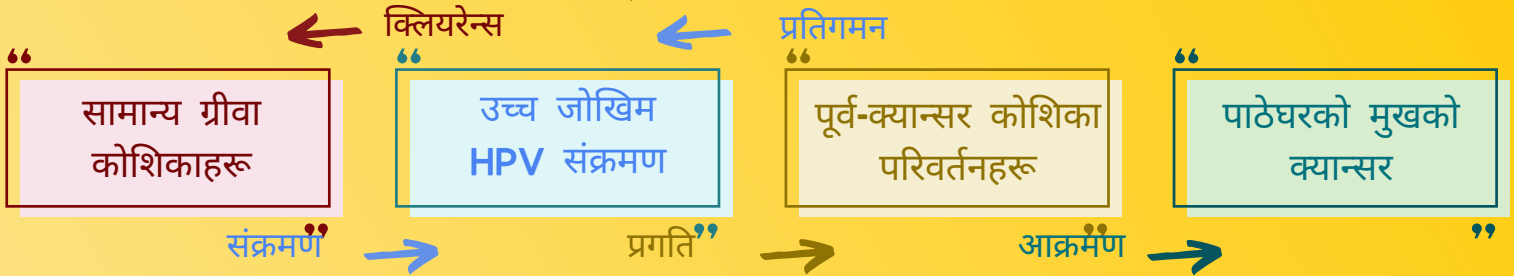 क्लियरेन्स
प्रतिगमन
सामान्य ग्रीवा
कोशिकाहरू
उच्च जोखिम
HPV संक्रमण
पूर्व-क्यान्सर कोशिका
परिवर्तनहरू
पाठेघरको मुखको
क्यान्सर
संक्रमण
प्रगति
आक्रमण